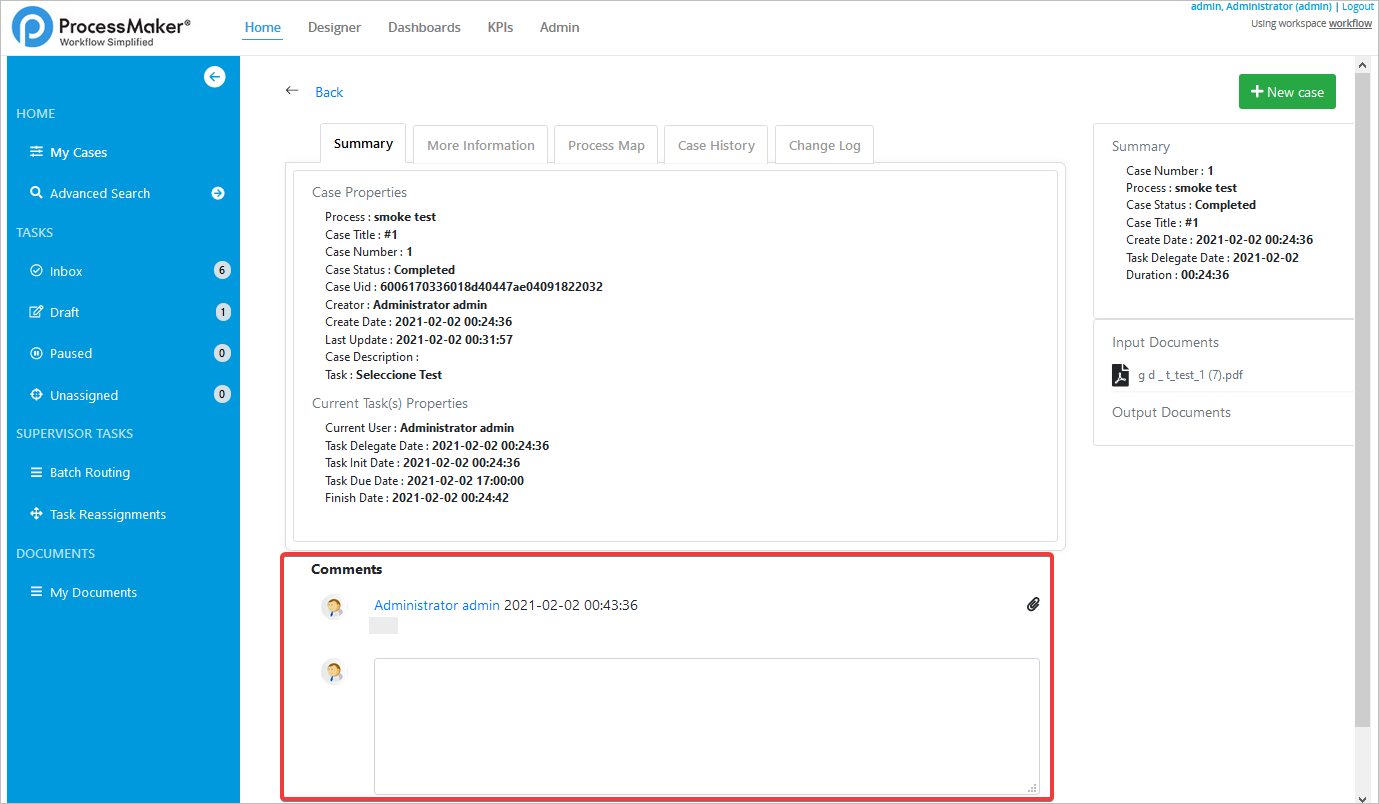 admin, Administrator (admin) | Logout
Using workspace workflow
ProcessMaker®
Workflow Simplified
Home Designer Dashboards KPIs Admin
HOME
My Cases
Advanced Search
TASKS
Inbox 6
Draft 1
Paused 0
Unassigned 0
SUPERVISOR TASKS
Batch Routing
Task Reassignments
DOCUMENTS
My Documents
Back
New case
Summary More Information Process Map Case History Change Log
Case Properties
Process : smoke test
Case Title : #1
Case Number : 1
Case Status : Completed
Case Uid : 6006170336018d40447ae04091822032
Creator : Administrator admin
Create Date : 2021-02-02 00:24:36
Last Update : 2021-02-02 00:31:57
Case Description :
Task : Seleccione Test
Current Task(s) Properties
Current User : Administrator admin
Task Delegate Date : 2021-02-02 00:24:36
Task Init Date : 2021-02-02 00:24:36
Task Due Date : 2021-02-02 17:00:00
Finish Date : 2021-02-02 00:24:42
Comments
Administrator admin 2021-02-02 00:43:36
Summary
Case Number : 1
Process : smoke test
Case Status : Completed
Case Title : #1
Create Date : 2021-02-02 00:24:36
Task Delegate Date : 2021-02-02
Duration : 00:24:36
Input Documents
g d _ t_test_1 (7).pdf
Output Documents